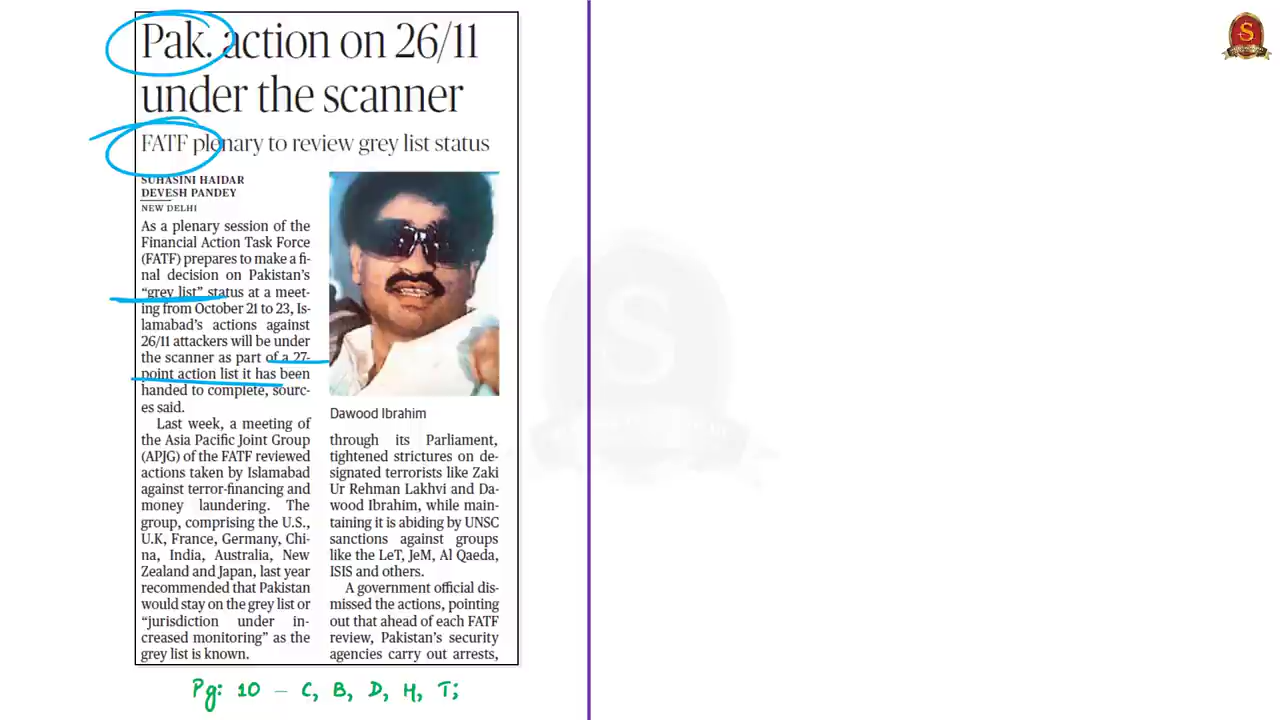 Pak. action on 26/11
under the scanner
FATF plenary to review grey list status
SUHASINI HAIDAR
DEVESH PANDEY
NEW DELHI
As a plenary session of the
Financial Action Task Force
(FATF) prepares to make a fi-
nal decision on Pakistan's
“grey list” status at a meet-
ing from October 21 to 23, Is-
lamabad's actions against
26/11 attackers will be under
the scanner as part of a 27-
point action list it has been
handed to complete, sourc-
es said.
Last week, a meeting of
the Asia Pacific Joint Group
(APJG) of the FATF reviewed
actions taken by Islamabad
against terror-financing and
money laundering. The
group, comprising the U.S.,
U.K, France, Germany, Chi-
na, India, Australia, New
Zealand and Japan, last year
recommended that Pakistan
would stay on the grey list or
“jurisdiction under in-
creased monitoring” as the
grey list is known.
Dawood Ibrahim
through its Parliament,
tightened strictures on de-
signated terrorists like Zaki
Ur Rehman Lakhvi and Da-
wood Ibrahim, while main-
taining it is abiding by UNSC
sanctions against groups
like the LeT, JeM, Al Qaeda,
ISIS and others.
A government official dis-
missed the actions, pointing
out that ahead of each FATF
review, Pakistan's security
agencies carry out arrests,
Pg: 10 – C, B, D, H, T;
S
S